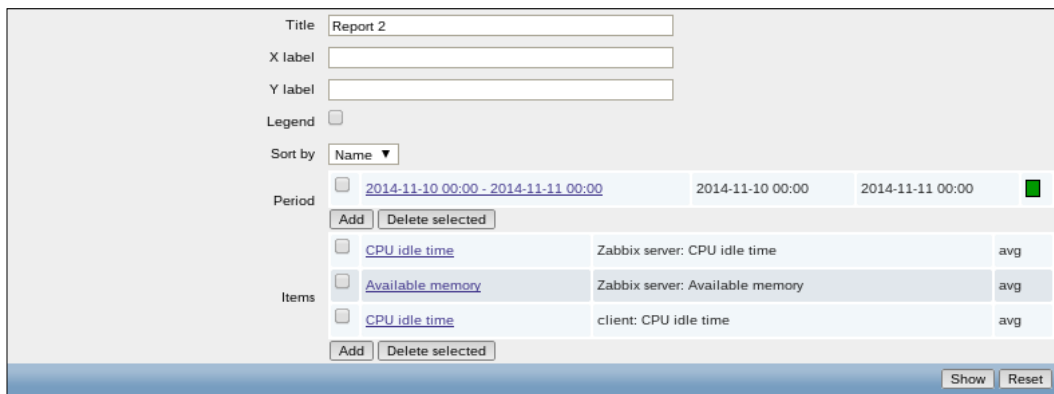 Title Report 2
X label
Y label
Legend
Sort by Name ▼
Period 2014-11-10 00:00 - 2014-11-11 00:00 2014-11-10 00:00 2014-11-11 00:00
Add Delete selected
CPU idle time Zabbix server: CPU idle time avg
Items Available memory Zabbix server: Available memory avg
CPU idle time client: CPU idle time avg
Add Delete selected
Show Reset